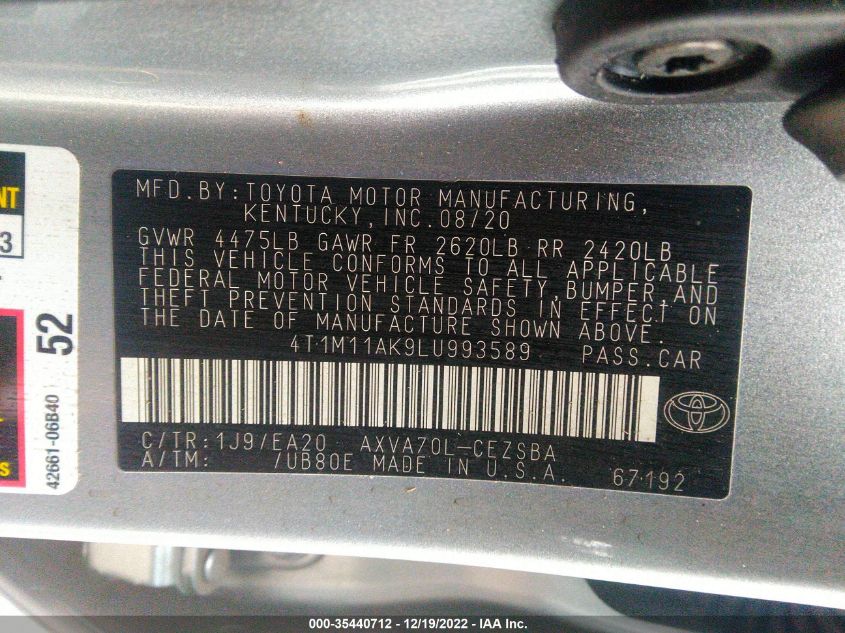 NT
3
52
42661-06B40
s
MFD.BY:TOYOTA MOTOR MANUFACTURING,
KENTUCKY,INC.08/20
GVWR 4475LB GAWR FR 2620LB RR 2420LB
THIS VEHICLE CONFORMS TO ALL APPLICABLE
FEDERAL MOTOR VEHICLE SAFETY,BUMPER,AND
THEFT PREVENTION STANDARDS IN EFFECT ON
THE DATE OF MANUFACTURE SHOWN ABOVE.
4T1M11AK9LU993589 PASS.CAR
C/TR:1J9/EA20 AXVA70L-CEZSBA
A/TM: /UB80E MADE IN U.S.A. 67192
000-35440712 - 12/19/2022 - IAA Inc.